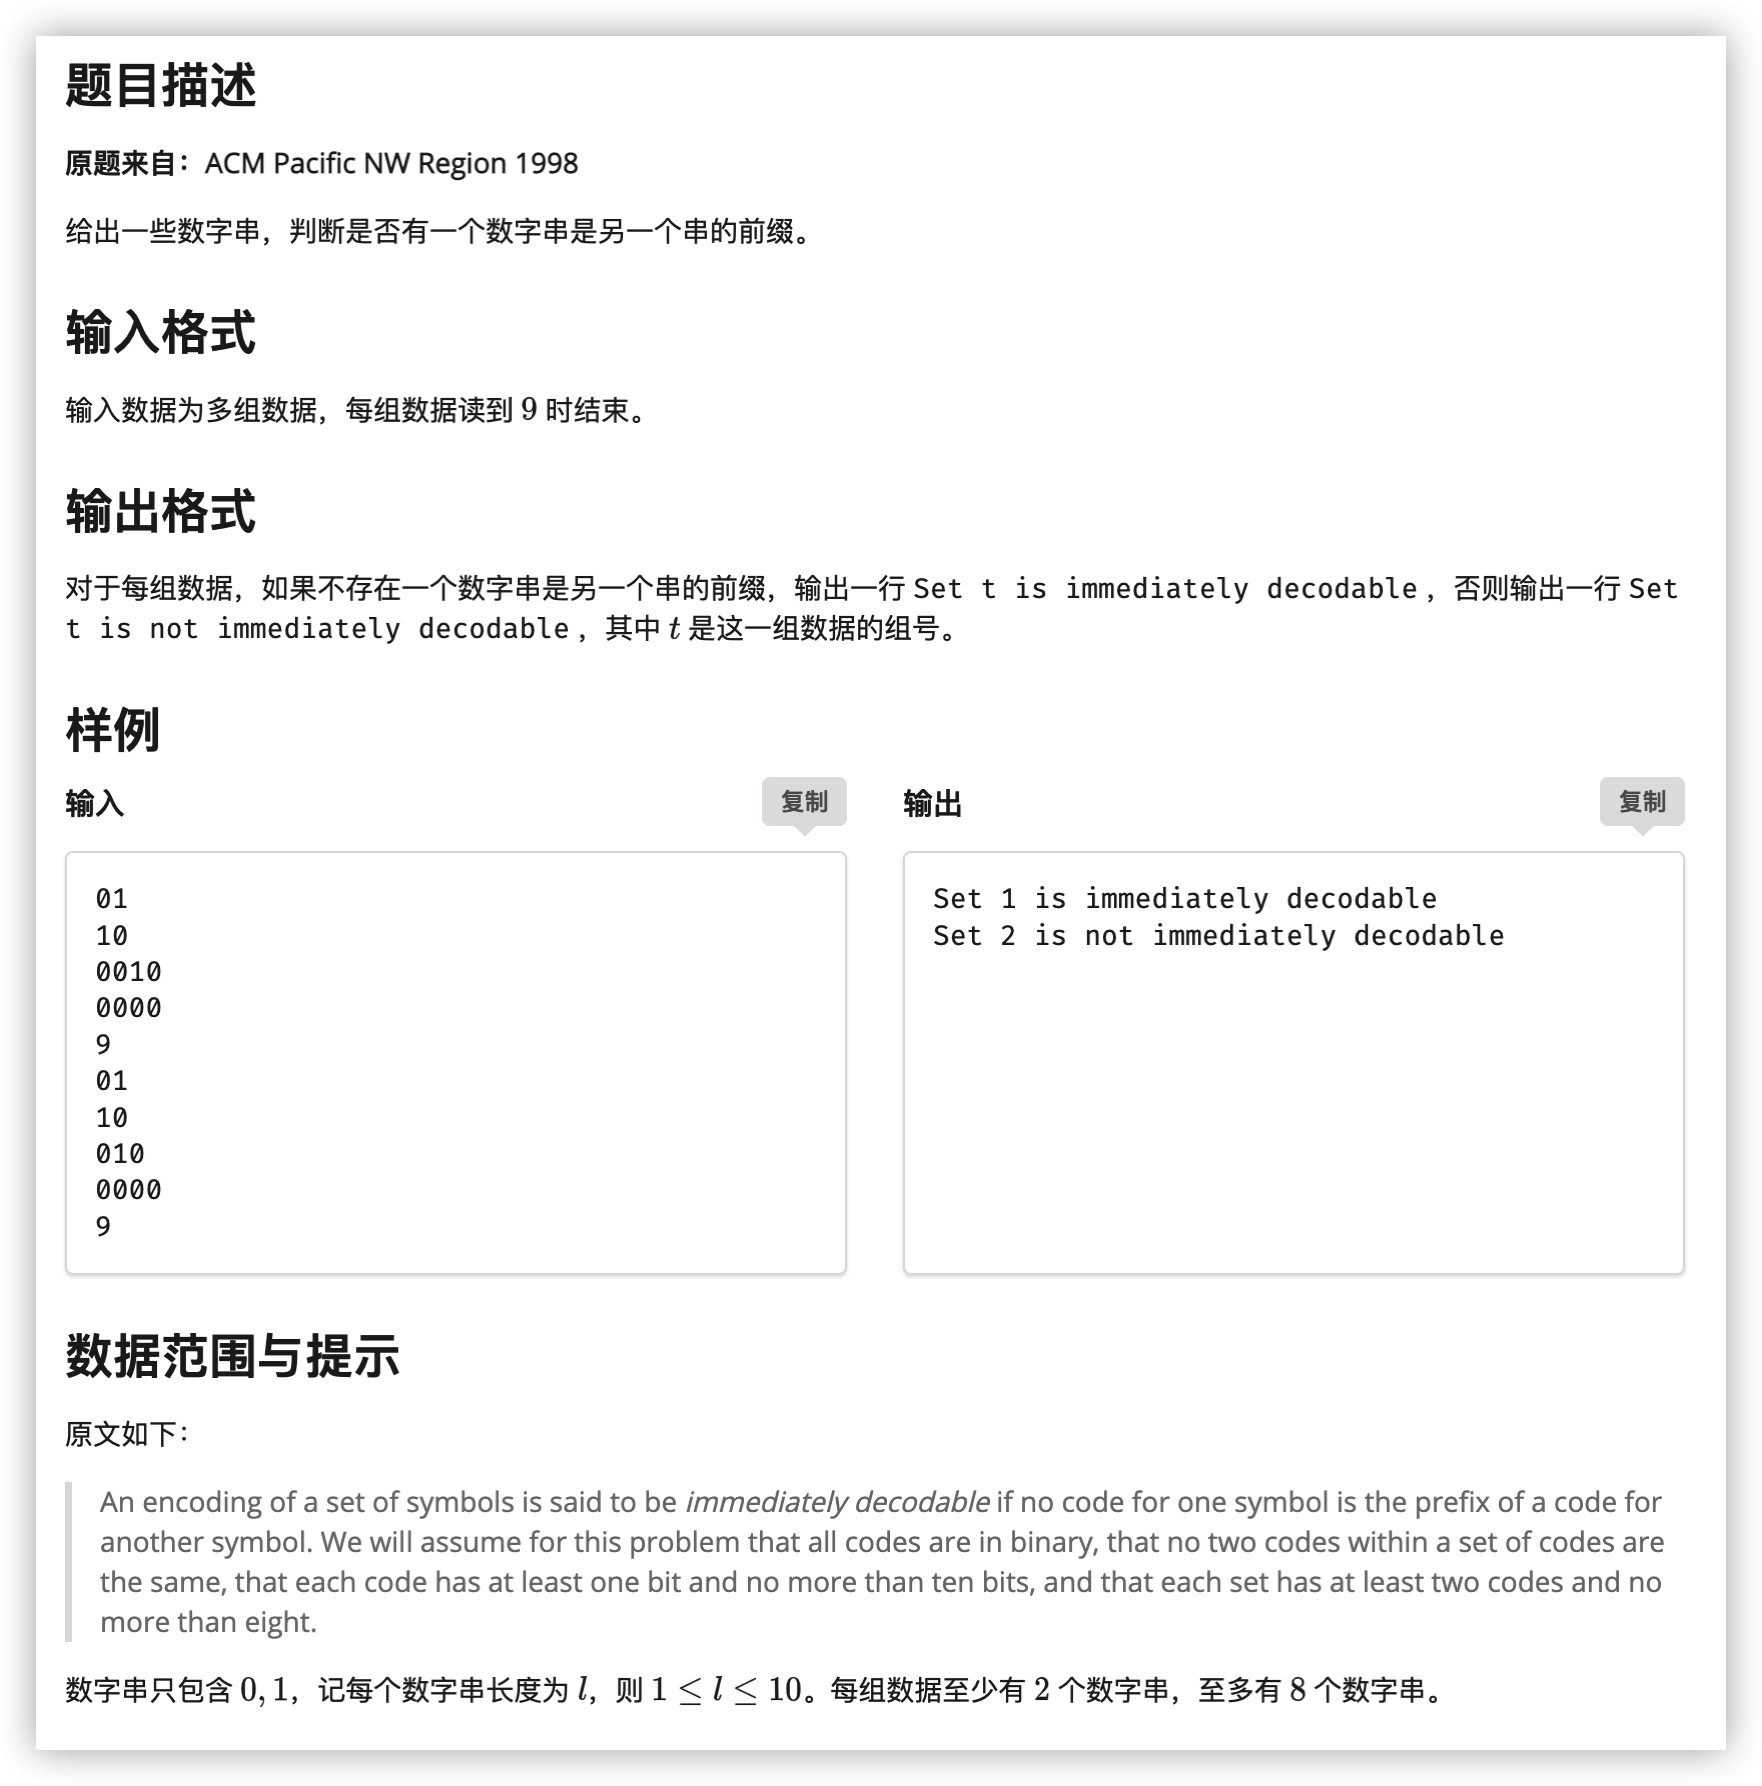 题目描述
原题来自：ACM Pacific NW Region 1998
给出一些数字串，判断是否有一个数字串是另一个串的前缀。
输入格式
输入数据为多组数据，每组数据读到 9 时结束。
输出格式
对于每组数据，如果不存在一个数字串是另一个串的前缀，输出一行 Set t is immediately decodable，否则输出一行 Set
t is not immediately decodable，其中 t 是这一组数据的组号。
样例
输入
复制
01
10
0010
0000
9
01
10
010
0000
9
输出
复制
Set 1 is immediately decodable
Set 2 is not immediately decodable
数据范围与提示
原文如下：
An encoding of a set of symbols is said to be immediately decodable if no code for one symbol is the prefix of a code for
another symbol. We will assume for this problem that all codes are in binary, that no two codes within a set of codes are
the same, that each code has at least one bit and no more than ten bits, and that each set has at least two codes and no
more than eight.
数字串只包含 0, 1，记每个数字串长度为 l，则 1 ≤ l ≤ 10。每组数据至少有 2 个数字串，至多有 8 个数字串。